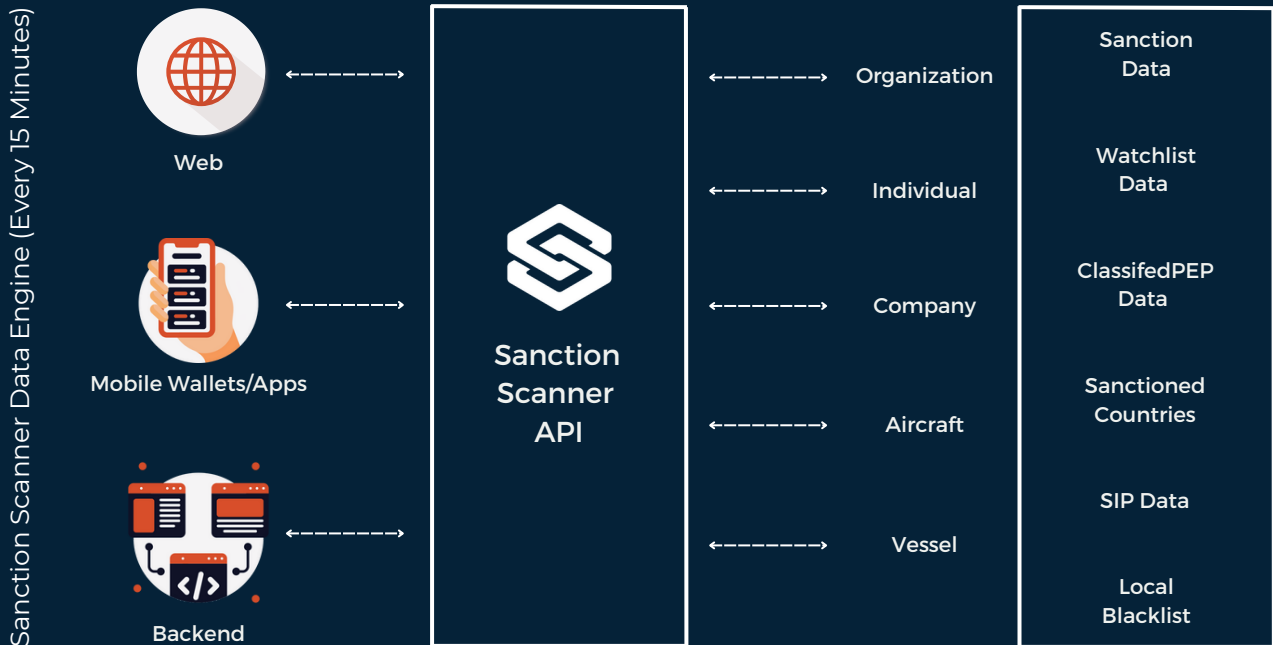 Sanction Scanner Data Engine (Every 15 Minutes)
Web
Mobile Wallets/Apps
Backend
Sanction
Scanner
API
Organization
Individual
Company
Aircraft
Vessel
Sanction
Data
Watchlist
Data
ClassifedPEP
Data
Sanctioned
Countries
SIP Data
Local
Blacklist